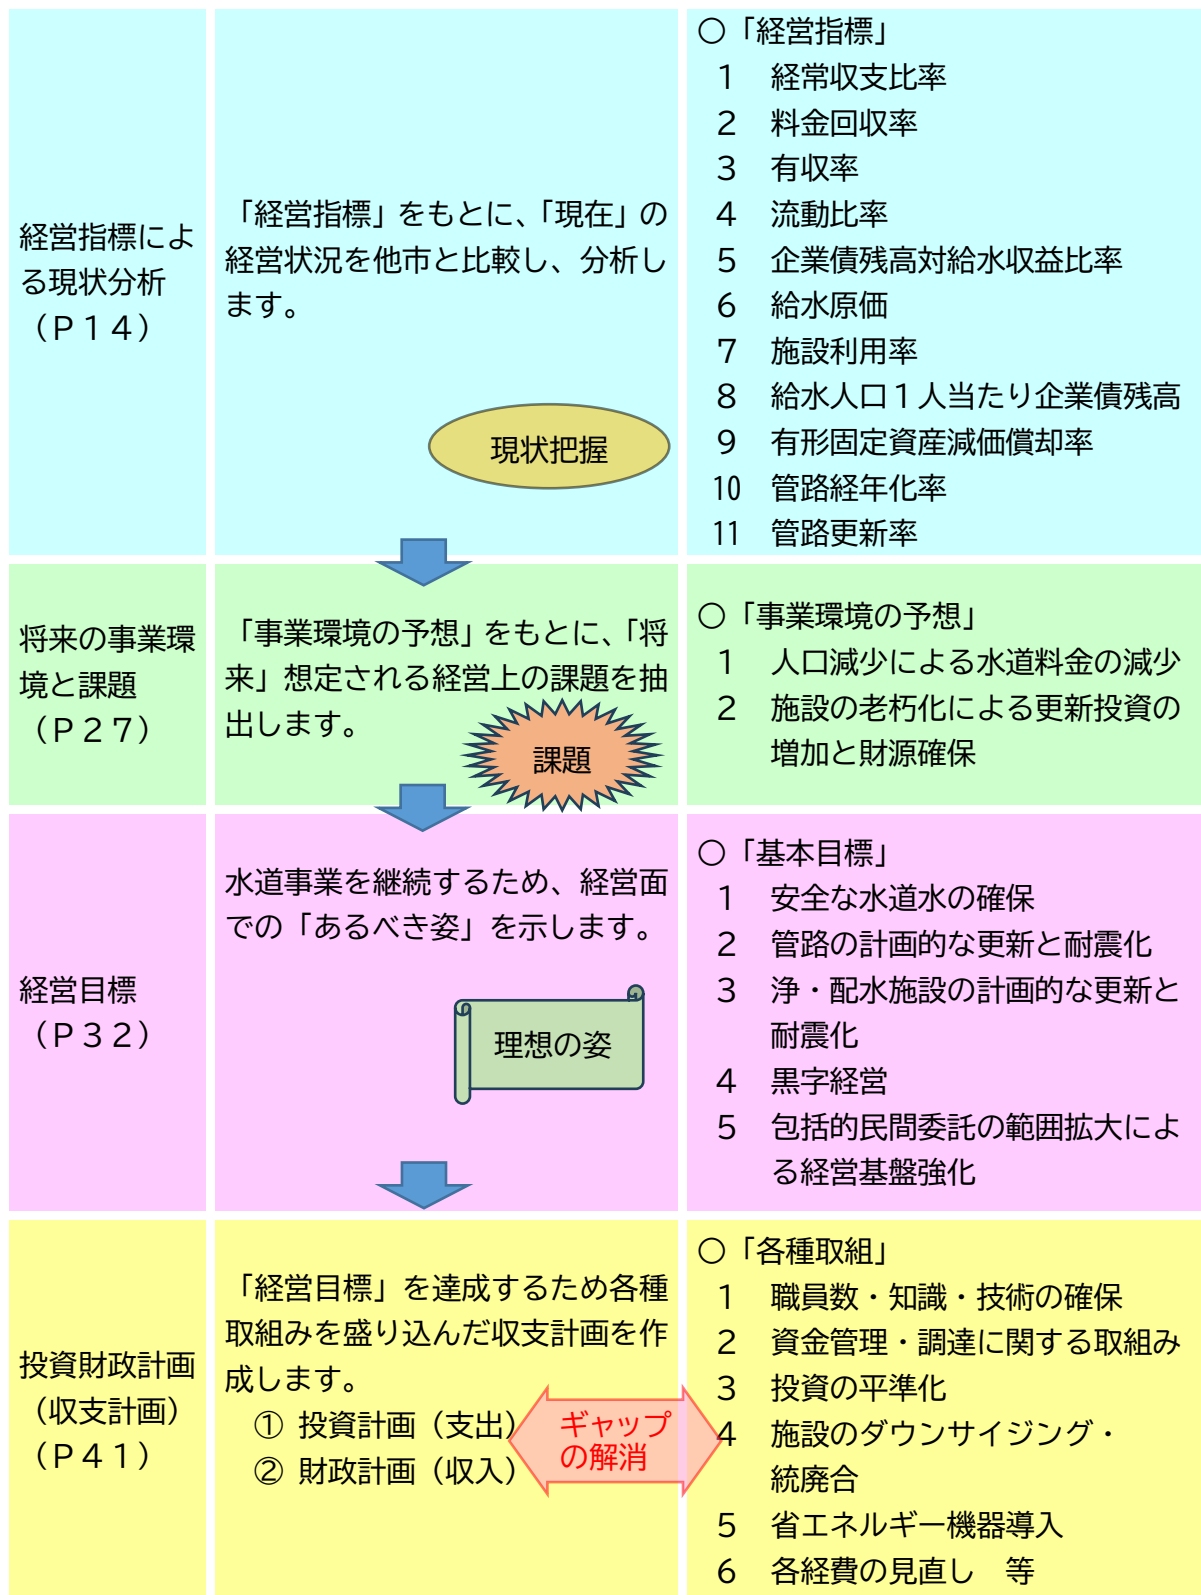 経営指標によ
る現状分析
（Ｐ１４）
「経営指標」をもとに、「現在」の
経営状況を他市と比較し、分析し
ます。
現状把握
○「経営指標」
１　経常収支比率
２　料金回収率
３　有収率
４　流動比率
５　企業債残高対給水収益比率
６　給水原価
７　施設利用率
８　給水人口１人当たり企業債残高
９　有形固定資産減価償却率
10　管路経年化率
11　管路更新率
将来の事業環
境と課題
（Ｐ２７）
「事業環境の予想」をもとに、「将
来」想定される経営上の課題を抽
出します。
課題
○「事業環境の予想」
１　人口減少による水道料金の減少
２　施設の老朽化による更新投資の
増加と財源確保
経営目標
（Ｐ３２）
水道事業を継続するため、経営面
での「あるべき姿」を示します。
理想の姿
○「基本目標」
１　安全な水道水の確保
２　管路の計画的な更新と耐震化
３　浄・配水施設の計画的な更新と
耐震化
４　黒字経営
５　包括的民間委託の範囲拡大によ
る経営基盤強化
投資財政計画
（収支計画）
（Ｐ４１）
「経営目標」を達成するため各種
取組みを盛り込んだ収支計画を作
成します。
① 投資計画（支出）
② 財政計画（収入）
ギャップ
の解消
○「各種取組」
１　職員数・知識・技術の確保
２　資金管理・調達に関する取組み
３　投資の平準化
４　施設のダウンサイジング・
統廃合
５　省エネルギー機器導入
６　各経費の見直し　等